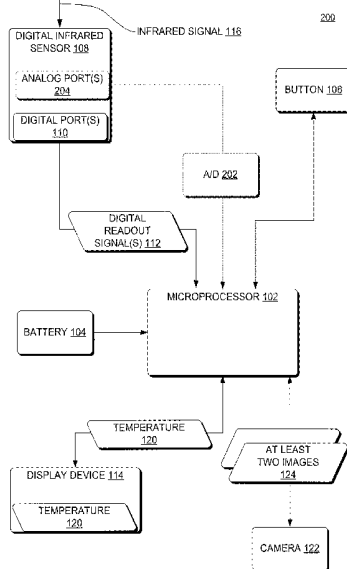 INFRARED SIGNAL 116
200
DIGITAL INFRARED
SENSOR 108
ANALOG PORT(S)
204
DIGITAL PORT(S)
110
BUTTON 106
A/D 202
DIGITAL
READOUT
SIGNAL(S) 112
MICROPROCESSOR 102
BATTERY 104
TEMPERATURE
120
AT LEAST
TWO IMAGES
124
DISPLAY DEVICE 114
TEMPERATURE
120
CAMERA 122